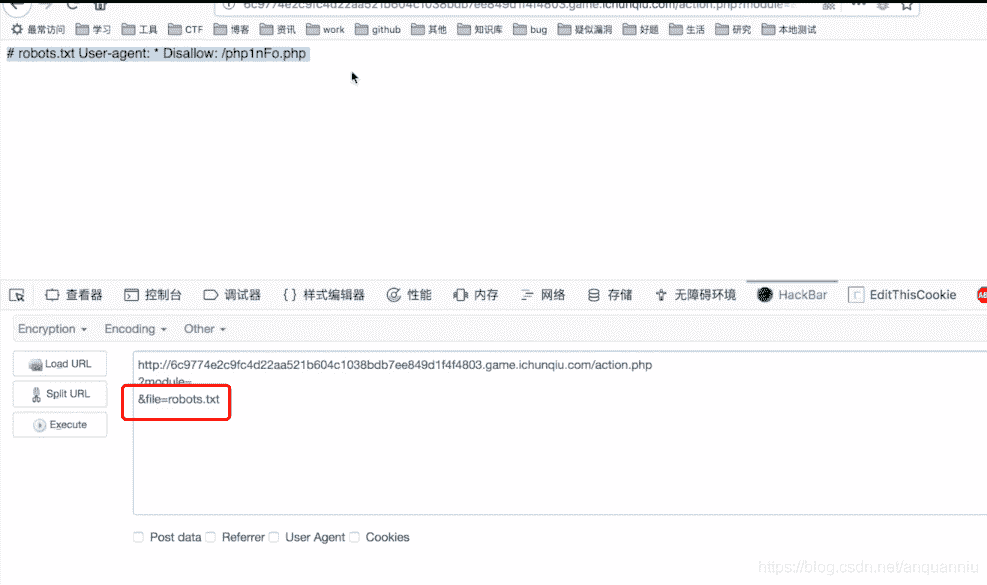 6c9774e2c9fc4d22aa521b604c1038bdb7ee849d1f4f4803.game.ichunqiu.com/action.php?module=
最常访问 学习 工具 CTF 博客 资讯 work github 其他 知识库 bug 疑似漏洞 好题 生活 研究 本地测试
# robots.txt User-agent: * Disallow: /php1nFo.php
查看器 控制台 调试器 {} 样式编辑器 性能 内存 网络 存储 无障碍环境 HackBar EditThisCookie
Encryption Encoding Other
Load URL
Split URL
Execute
http://6c9774e2c9fc4d22aa521b604c1038bdb7ee849d1f4f4803.game.ichunqiu.com/action.php
?module=
&file=robots.txt
Post data Referrer User Agent Cookies
https://blog.csdn.net/anquanniu